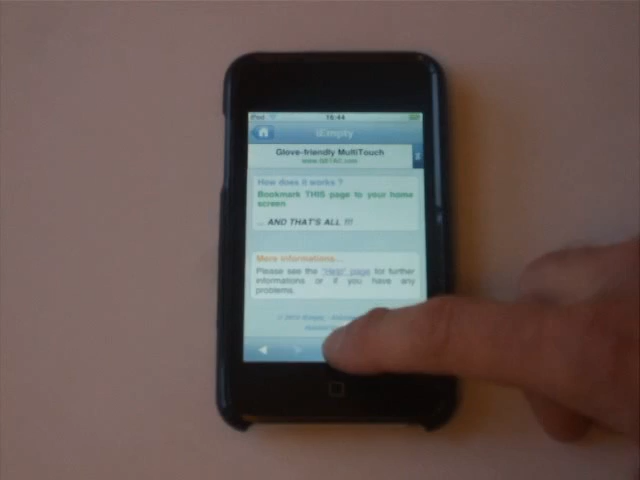 iPod 16:44
iEmpty
Glove-friendly MultiTouch
How does it works ?
Bookmark THIS page to your home
screen
... AND THAT'S ALL !!!
More informations...
Please see the "Help" page for further
informations or if you have any
problems.